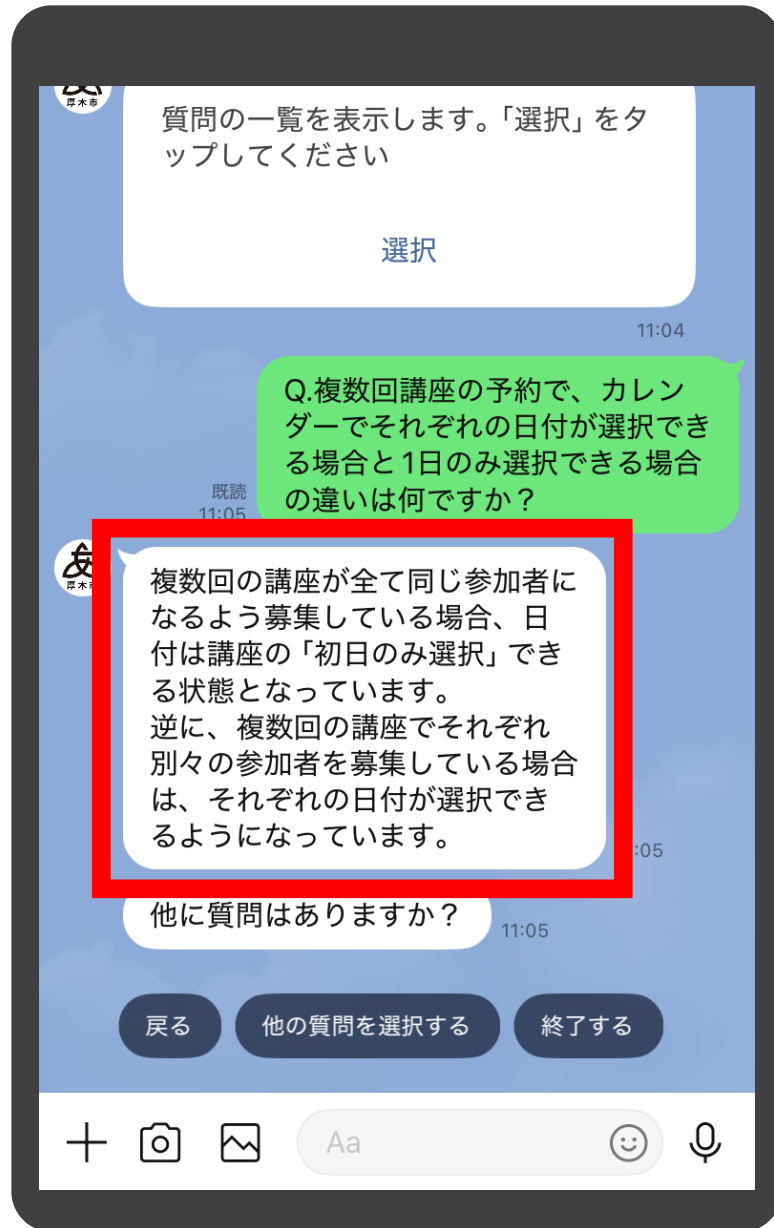 厚木市
質問の一覧を表示します。「選択」をタ
ップしてください
選択
11:04
Q.複数回講座の予約で、カレン
ダーでそれぞれの日付が選択でき
る場合と1日のみ選択できる場合
の違いは何ですか？
既読
11:05
厚木市
複数回の講座が全て同じ参加者に
なるよう募集している場合、日
付は講座の「初日のみ選択」でき
る状態となっています。
逆に、複数回の講座でそれぞれ
別々の参加者を募集している場合
は、それぞれの日付が選択でき
るようになっています。
:05
他に質問はありますか？
11:05
戻る
他の質問を選択する
終了する
Aa